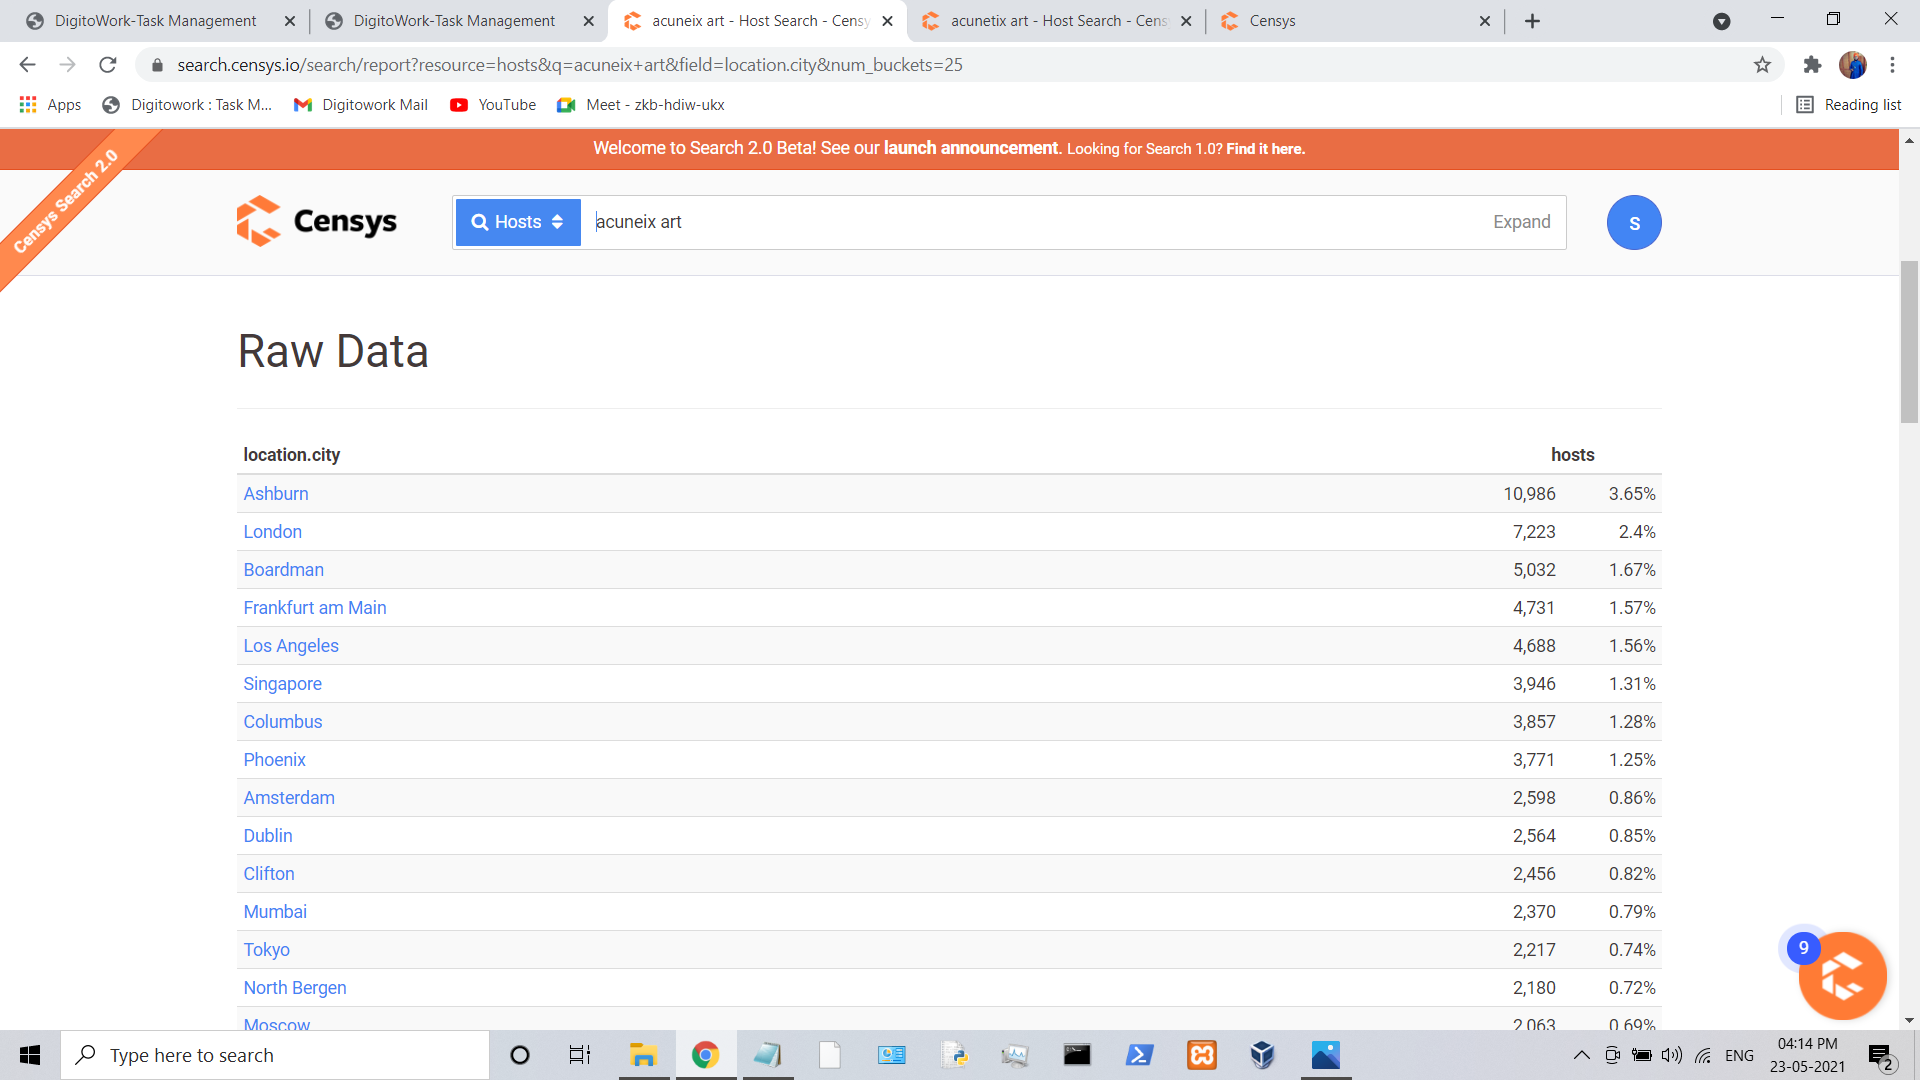 DigitoWork-Task Management
DigitoWork-Task Management
acuneix art - Host Search - Censy
acunetix art - Host Search - Cens
Censys
search.censys.io/search/report?resource=hosts&q=acuneix+art&field=location.city&num_buckets=25
Apps
Digitowork : Task M...
Digitowork Mail
YouTube
Meet - zkb-hdiw-ukx
Reading list
Welcome to Search 2.0 Beta! See our launch announcement. Looking for Search 1.0? Find it here.
Censys Search 2.0
Censys
Hosts
acuneix art
Expand
S
Raw Data
location.city hosts
Ashburn 10,986 3.65%
London 7,223 2.4%
Boardman 5,032 1.67%
Frankfurt am Main 4,731 1.57%
Los Angeles 4,688 1.56%
Singapore 3,946 1.31%
Columbus 3,857 1.28%
Phoenix 3,771 1.25%
Amsterdam 2,598 0.86%
Dublin 2,564 0.85%
Clifton 2,456 0.82%
Mumbai 2,370 0.79%
Tokyo 2,217 0.74%
North Bergen 2,180 0.72%
Moscow 2,063 0.69%
9
Type here to search
ENG
04:14 PM
23-05-2021
2